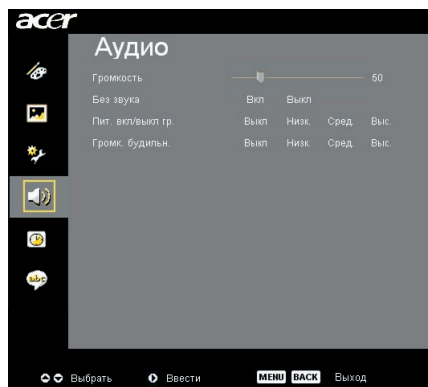 acer
Аудио
Громкость 50
Без звука Вкл Выкл
Пит. вкл/выкл гр. Выкл Низк. Сред. Выс.
Громк. будильн. Выкл Низк. Сред. Выс.
abc
Выбрать Ввести MENU BACK Выход